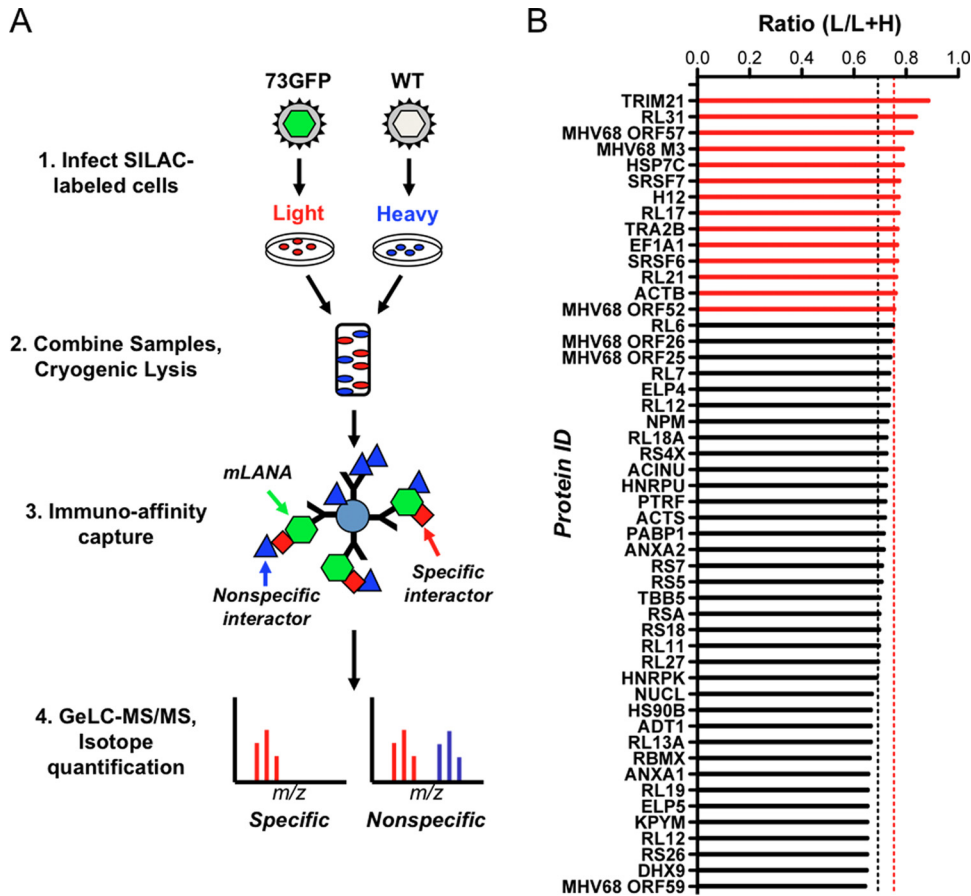 A
73GFP
WT
1. Infect SILAC-
labeled cells
Light
Heavy
2. Combine Samples,
Cryogenic Lysis
mLANA
3. Immuno-affinity
capture
Nonspecific
interactor
Specific
interactor
4. GeLC-MS/MS,
Isotope
quantification
m/z
m/z
Specific
Nonspecific
B
Ratio (L/L+H)
0.0 0.2 0.4 0.6 0.8 1.0
Protein ID
TRIM21
RL31
MHV68 ORF57
MHV68 M3
HSP7C
SRSF7
H12
RL17
TRA2B
EF1A1
SRSF6
RL21
ACTB
MHV68 ORF52
RL6
MHV68 ORF26
MHV68 ORF25
RL7
ELP4
RL12
NPM
RL18A
RS4X
ACINU
HNRPU
PTRF
ACTS
PABP1
ANXA2
RS7
RS5
TBB5
RSA
RS18
RL11
RL27
HNRPK
NUCL
HS90B
ADT1
RL13A
RBMX
ANXA1
RL19
ELP5
KPYM
RL12
RS26
DHX9
MHV68 ORF59